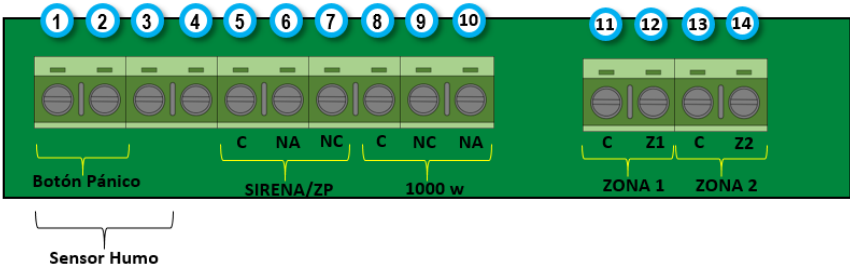 1 2 3 4 5 6 7 8 9 10 11 12 13 14
C NA NC C NC NA C Z1 C Z2
Botón Pánico SIRENA/ZP 1000 w ZONA 1 ZONA 2
Sensor Humo